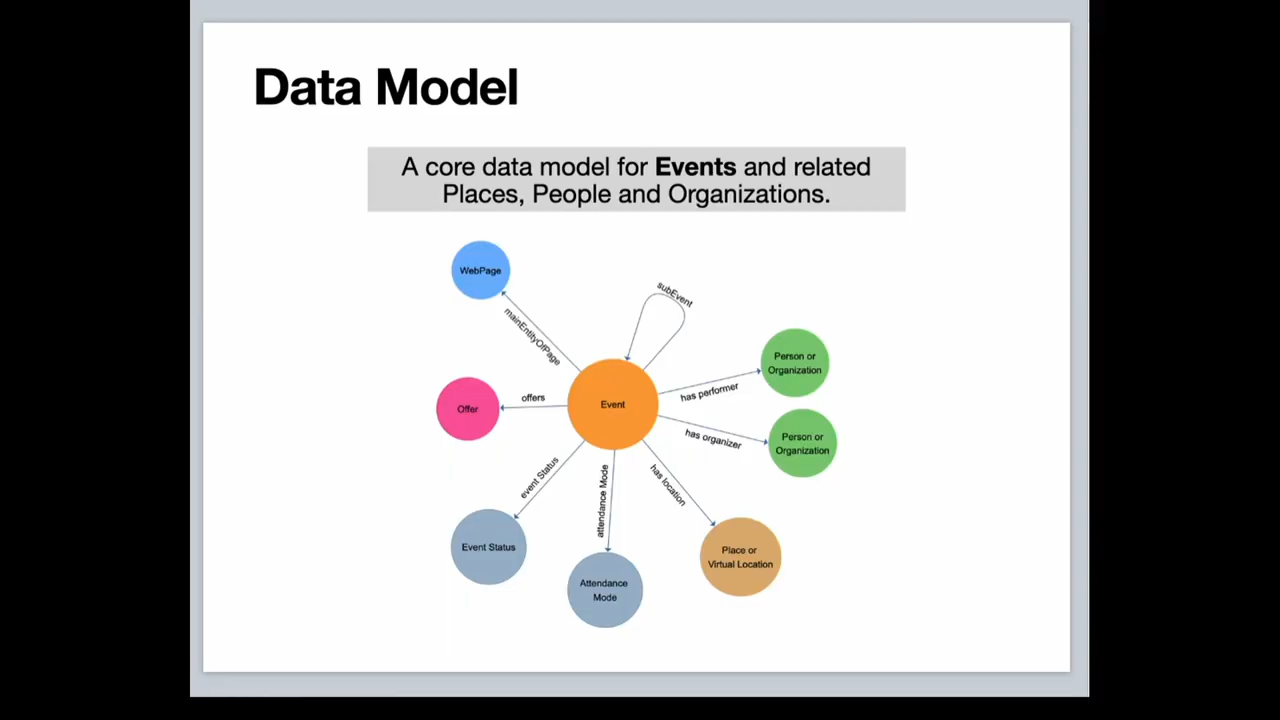 Data Model
A core data model for Events and related
Places, People and Organizations.
WebPage
subEvent
mainEntityOfPage
Person or
Organization
has performer
offers
Event
Offer
has organizer
Person or
Organization
event Status
attendance Mode
has location
Event Status
Place or
Virtual Location
Attendance
Mode